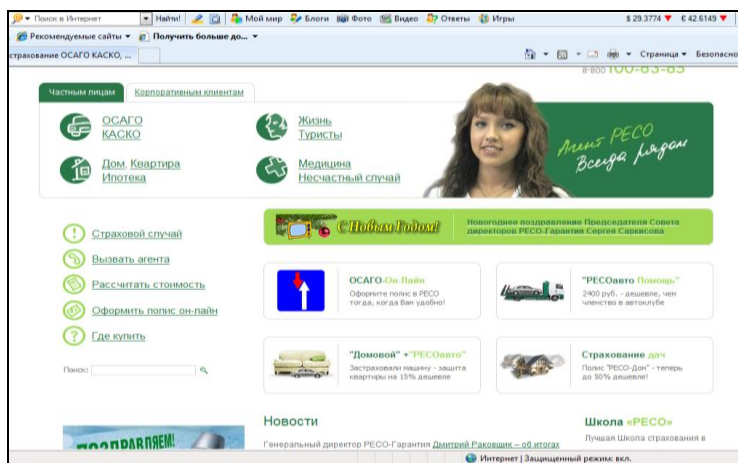 Поиск в Интернет
Найти!
Мой мир
Блоги
Фото
Видео
Ответы
Игры
$ 29.3774
€ 42.6149
Рекомендуемые сайты
Получить больше до...
страхование ОСАГО КАСКО, ...
Страница
Безопасно
8-800 100-83-65
Частным лицам
Корпоративным клиентам
ОСАГО
КАСКО
Жизнь
Туристы
Дом, Квартира
Ипотека
Медицина
Несчастный случай
Агент РЕСО
Всегда рядом
Страховой случай
Вызвать агента
Рассчитать стоимость
Оформить полис он-лайн
Где купить
Поиск:
С Новым Годом!
Новогоднее поздравление Председателя Совета
директоров РЕСО-Гарантия Сергея Саркисова
ОСАГО-Он-Лайн
Оформите полис в РЕСО
тогда, когда Вам удобно!
"РЕСОавто Помощь"
2400 руб. - дешевле, чем
членство в автоклубе
"Домовой" +"РЕСОавто"
Застраховали машину - защита
квартиры на 15% дешевле
Страхование дач
Полис "РЕСО-Дом" - теперь
до 50% дешевле!
ПОЗДРАВЛЯЕМ!
Новости
Генеральный директор РЕСО-Гарантия Дмитрий Раковщик – об итогах
Школа «РЕСО»
Лучшая Школа страхования в
Интернет | Защищенный режим: вкл.